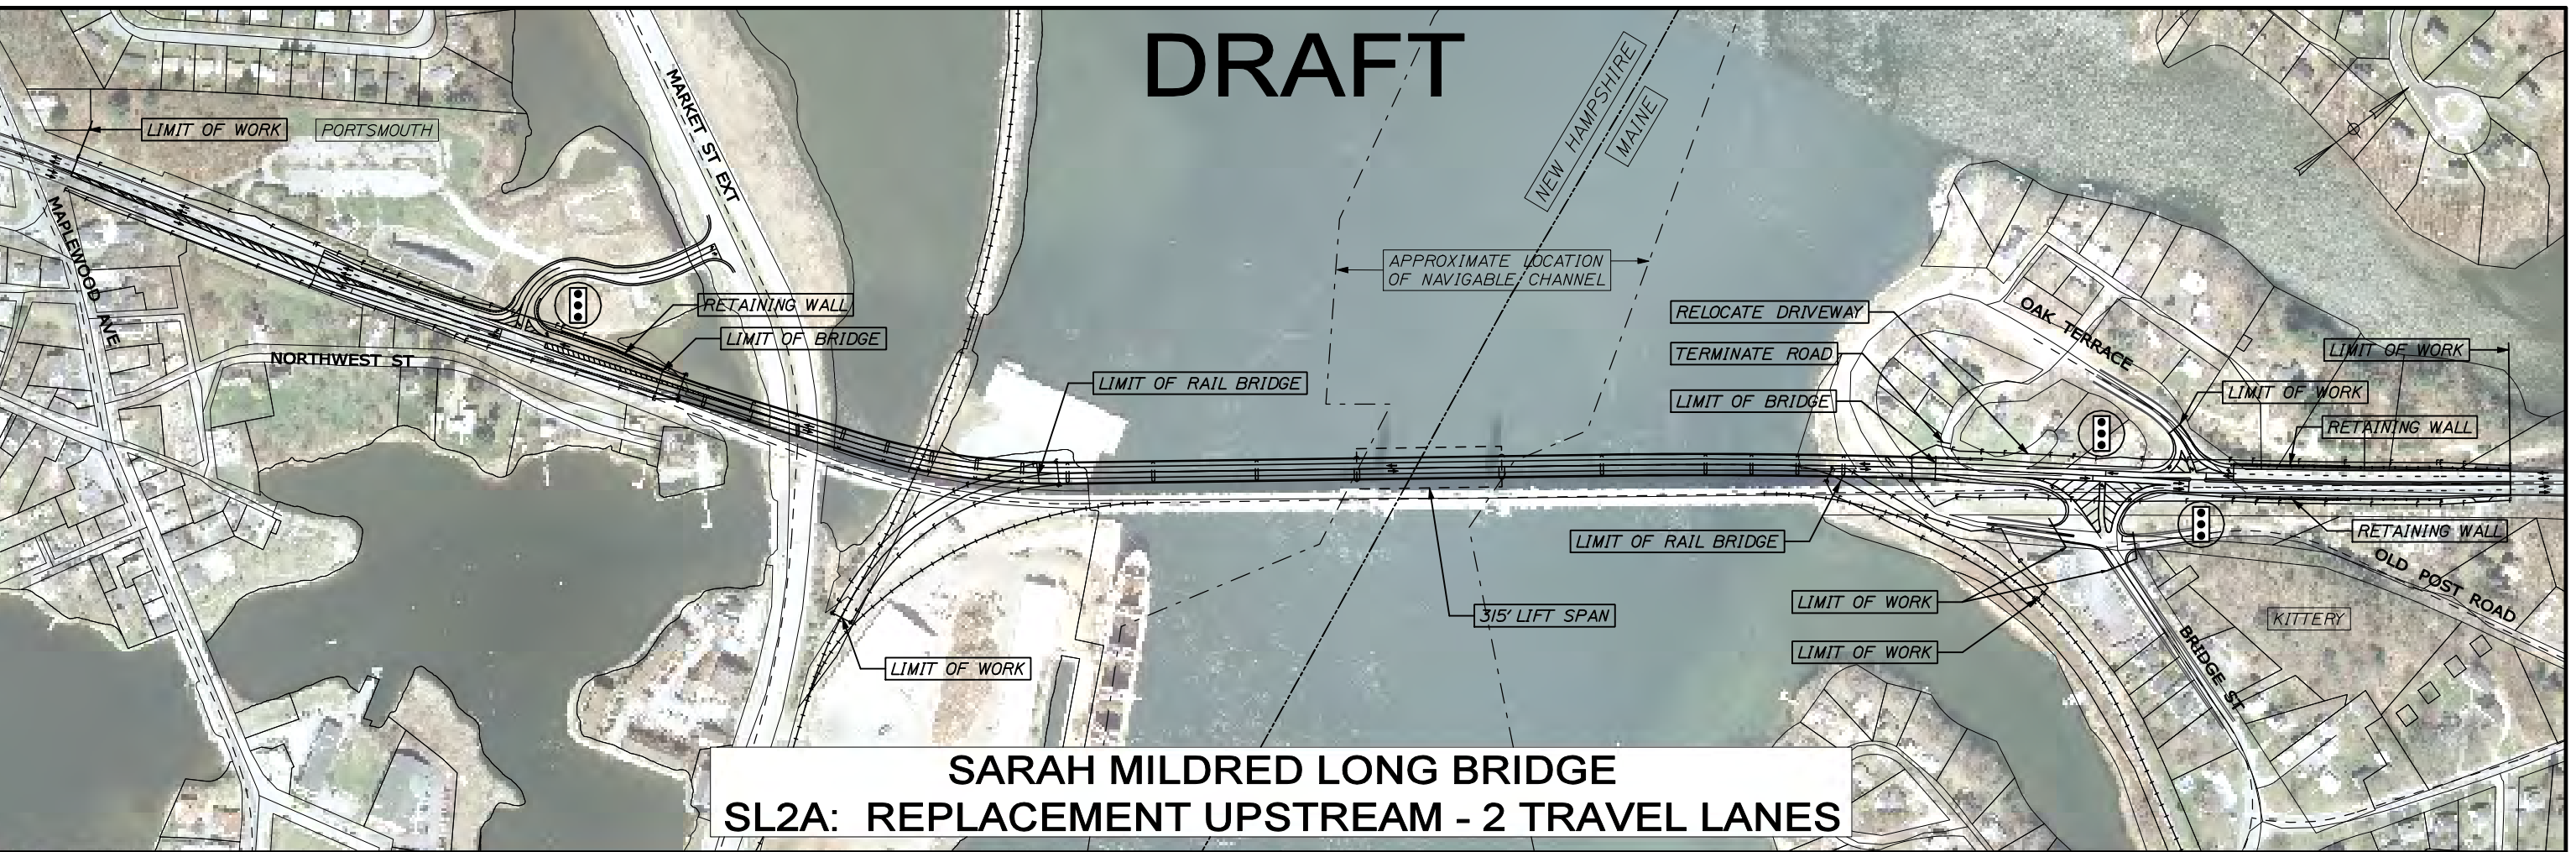 DRAFT
MARKET ST EXT
NEW HAMPSHIRE
MAINE
LIMIT OF WORK
PORTSMOUTH
MAPLEWOOD AVE
APPROXIMATE LOCATION
OF NAVIGABLE CHANNEL
RETAINING WALL
LIMIT OF BRIDGE
NORTHWEST ST
RELOCATE DRIVEWAY
OAK TERRACE
TERMINATE ROAD
LIMIT OF WORK
LIMIT OF RAIL BRIDGE
LIMIT OF BRIDGE
LIMIT OF WORK
RETAINING WALL
LIMIT OF RAIL BRIDGE
RETAINING WALL
OLD POST ROAD
LIMIT OF WORK
315' LIFT SPAN
KITTERY
LIMIT OF WORK
BRIDGE ST
LIMIT OF WORK
SARAH MILDRED LONG BRIDGE
SL2A: REPLACEMENT UPSTREAM - 2 TRAVEL LANES